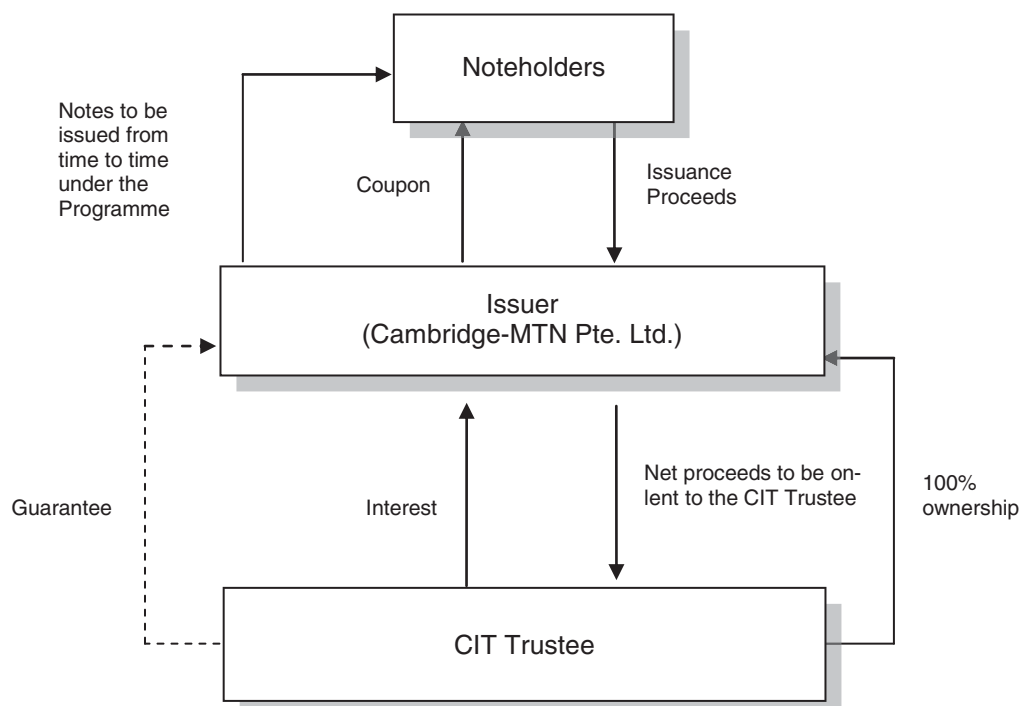 Noteholders
Notes to be
issued from
time to time
under the
Programme
Coupon
Issuance
Proceeds
Issuer
(Cambridge-MTN Pte. Ltd.)
Guarantee
Interest
Net proceeds to be on-
lent to the CIT Trustee
100%
ownership
CIT Trustee